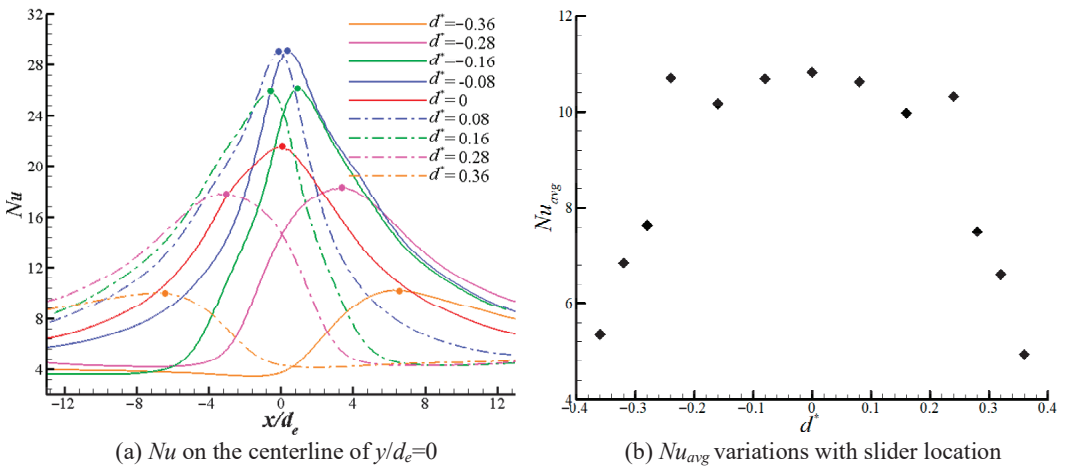 32
28
24
20
16
12
8
4
Nu
−12
−8
−4
0
4
8
12
x/de
d*=−0.36
d*=−0.28
d*−−0.16
d*=-0.08
d*=0
d*=0.08
d*=0.16
d*=0.28
d*=0.36
(a) Nu on the centerline of y/de=0
12
10
8
6
4
Nuavg
−0.4
−0.3
−0.2
−0.1
0
0.1
0.2
0.3
0.4
d*
(b) Nuavg variations with slider location